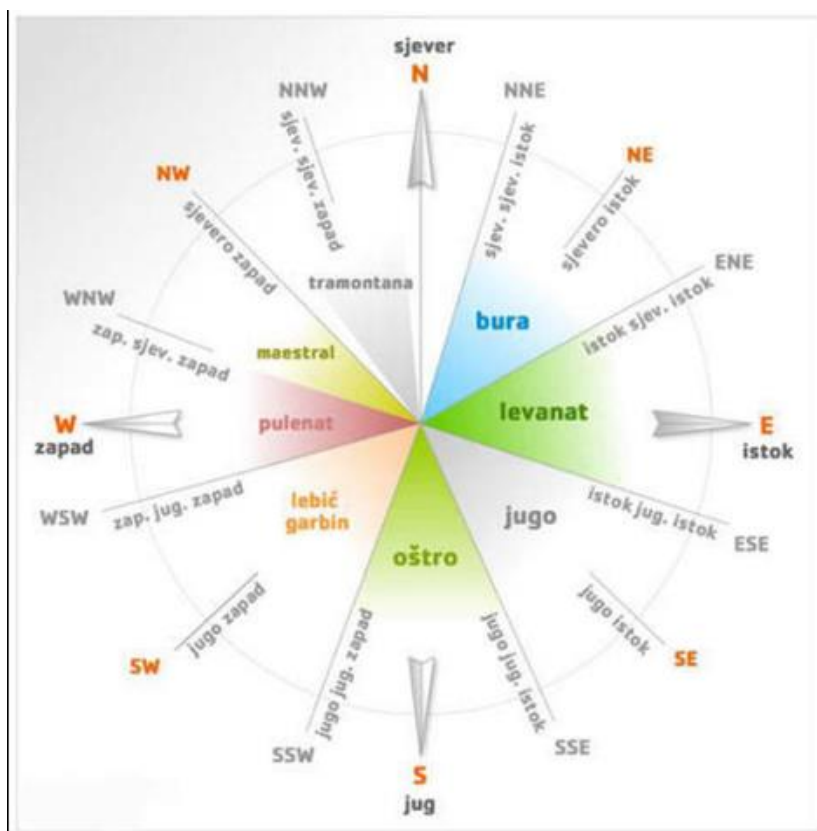 sjever
N
NNW
NNE
sjev. sjev. zapad
sjev. sjev. istok
NW
NE
sjevero zapad
sjevero istok
tramontana
ENE
istok sjev. istok
WNW
zap. sjev. zapad
bura
maestral
levanat
W
zapad
pulenat
E
istok
WSW
zap. jug. zapad
lebić
garbin
jugo
istok jug. istok
ESE
oštro
jugo zapad
SW
jugo istok
SE
jugo jug. zapad
jugo jug. istok
SSW
SSE
S
jug